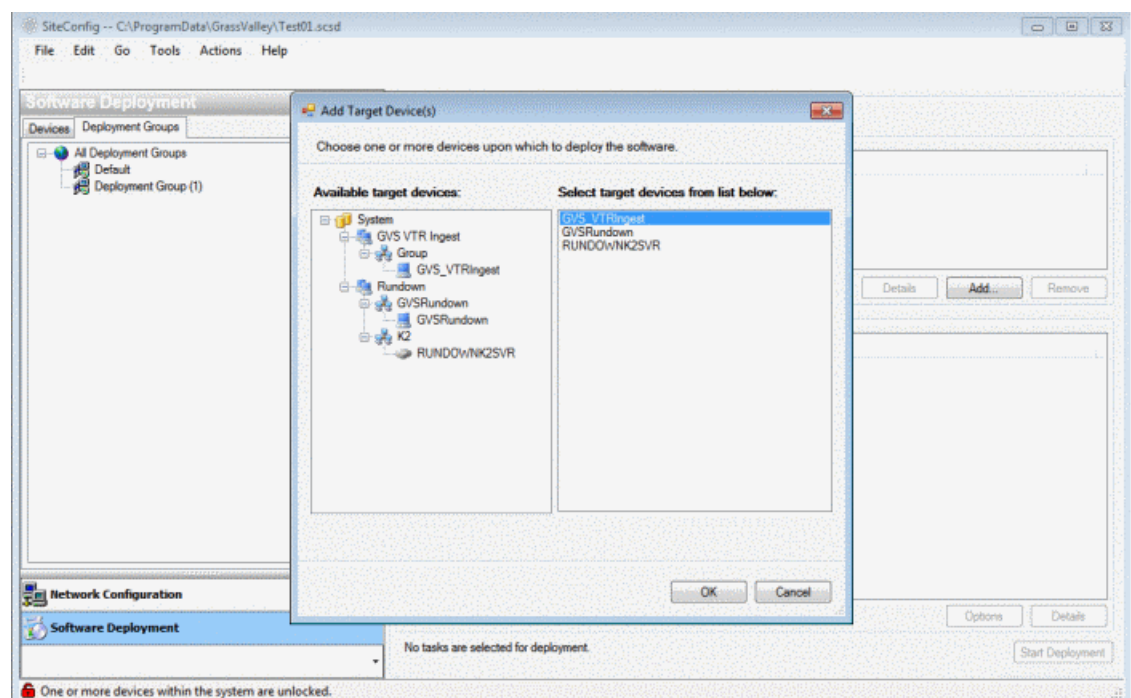 SiteConfig -- C:\ProgramData\GrassValley\Test01.scsd
File Edit Go Tools Actions Help
Software Deployment
Devices Deployment Groups
All Deployment Groups
Default
Deployment Group (1)
Add Target Device(s)
Choose one or more devices upon which to deploy the software.
Available target devices:
System
GVS VTR Ingest
Group
GVS_VTRIngest
Rundown
GVSRundown
GVSRundown
K2
RUNDOWNK2SVR
Select target devices from list below:
GVS_VTRIngest
GVSRundown
RUNDOWNK2SVR
OK Cancel
Details Add... Remove
Network Configuration
Software Deployment
Options Details
No tasks are selected for deployment.
Start Deployment
One or more devices within the system are unlocked.